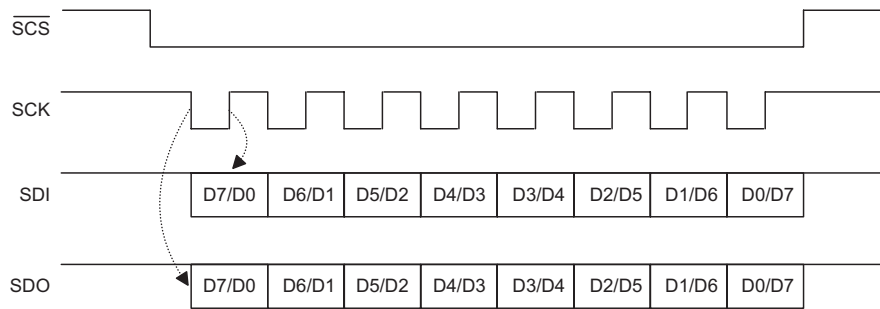 SCS
SCK
SDI D7/D0 D6/D1 D5/D2 D4/D3 D3/D4 D2/D5 D1/D6 D0/D7
SDO D7/D0 D6/D1 D5/D2 D4/D3 D3/D4 D2/D5 D1/D6 D0/D7